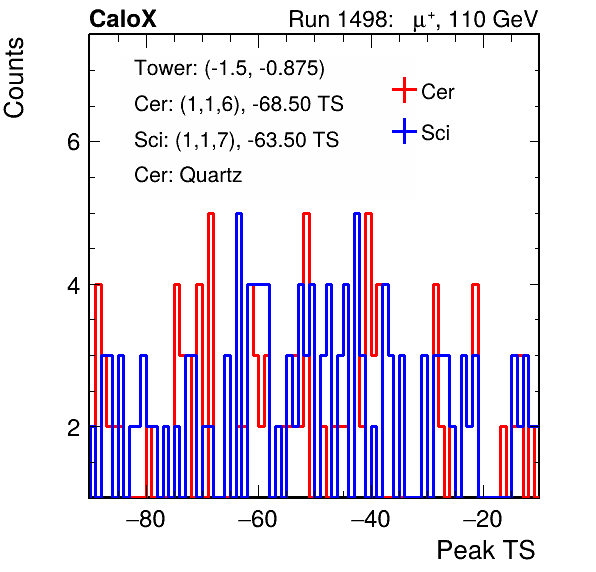 CaloX
Run 1498: μ⁺, 110 GeV
Counts
Tower: (-1.5, -0.875)
Cer: (1,1,6), -68.50 TS
Sci: (1,1,7), -63.50 TS
Cer: Quartz
Cer
Sci
6
4
2
−80 −60 −40 −20
Peak TS